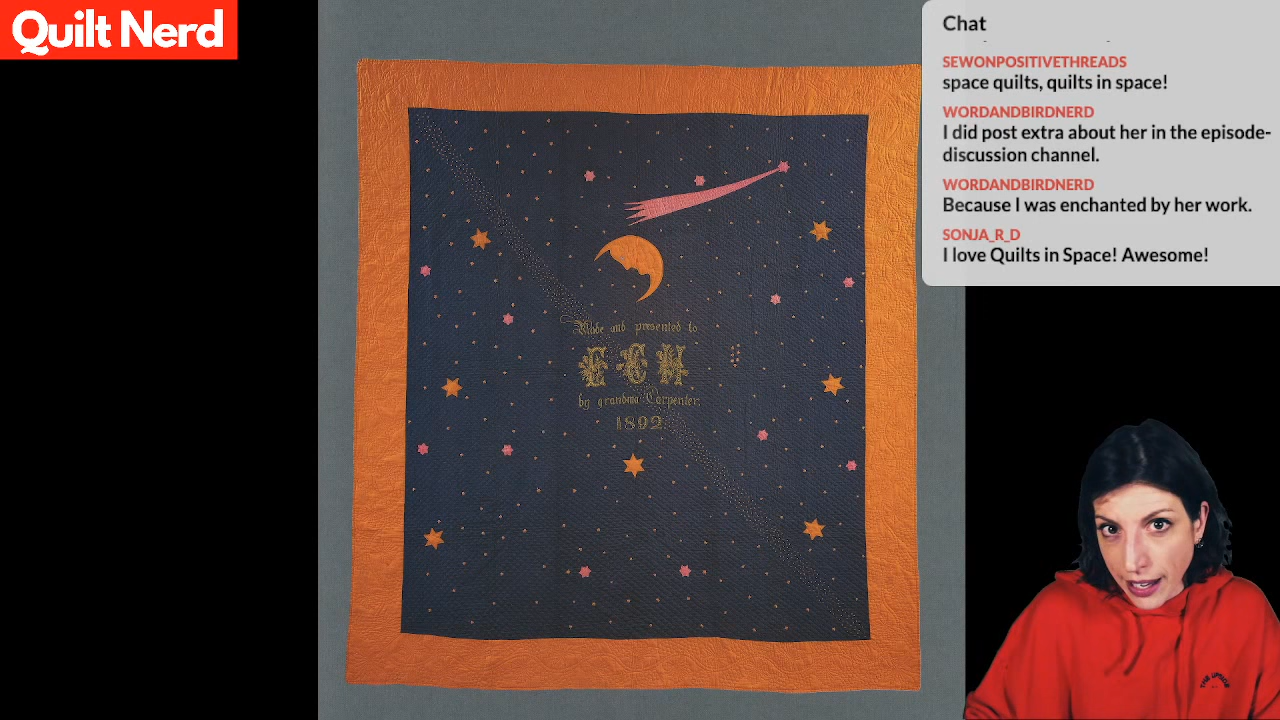 Quilt Nerd
Chat
SEWONPOSITIVETHREADS
space quilts, quilts in space!
WORDANDBIRDNERD
I did post extra about her in the episode-
discussion channel.
WORDANDBIRDNERD
Because I was enchanted by her work.
SONJA_R_D
I love Quilts in Space! Awesome!
Made and presented to
E C H
by grandma Carpenter.
1892
THE UPSIDE